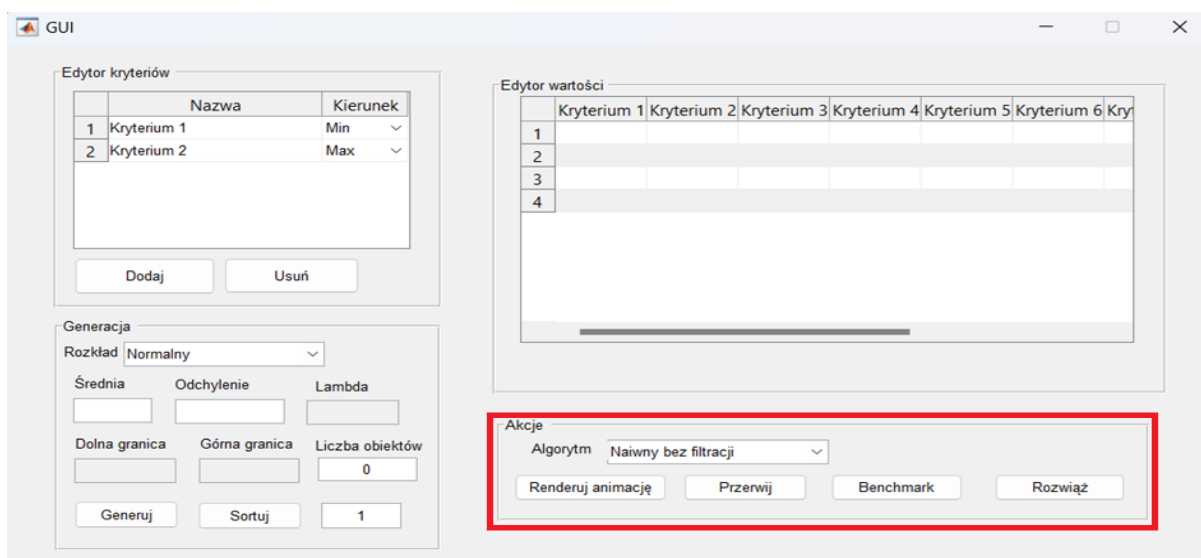 GUI
Edytor kryteriów
Nazwa Kierunek
1 Kryterium 1 Min
2 Kryterium 2 Max
Dodaj Usuń
Generacja
Rozkład Normalny
Średnia Odchylenie Lambda
Dolna granica Górna granica Liczba obiektów
0
Generuj Sortuj 1
Edytor wartości
Kryterium 1 Kryterium 2 Kryterium 3 Kryterium 4 Kryterium 5 Kryterium 6 Kry
1
2
3
4
Akcje
Algorytm Naiwny bez filtracji
Renderuj animację Przerwij Benchmark Rozwiąż